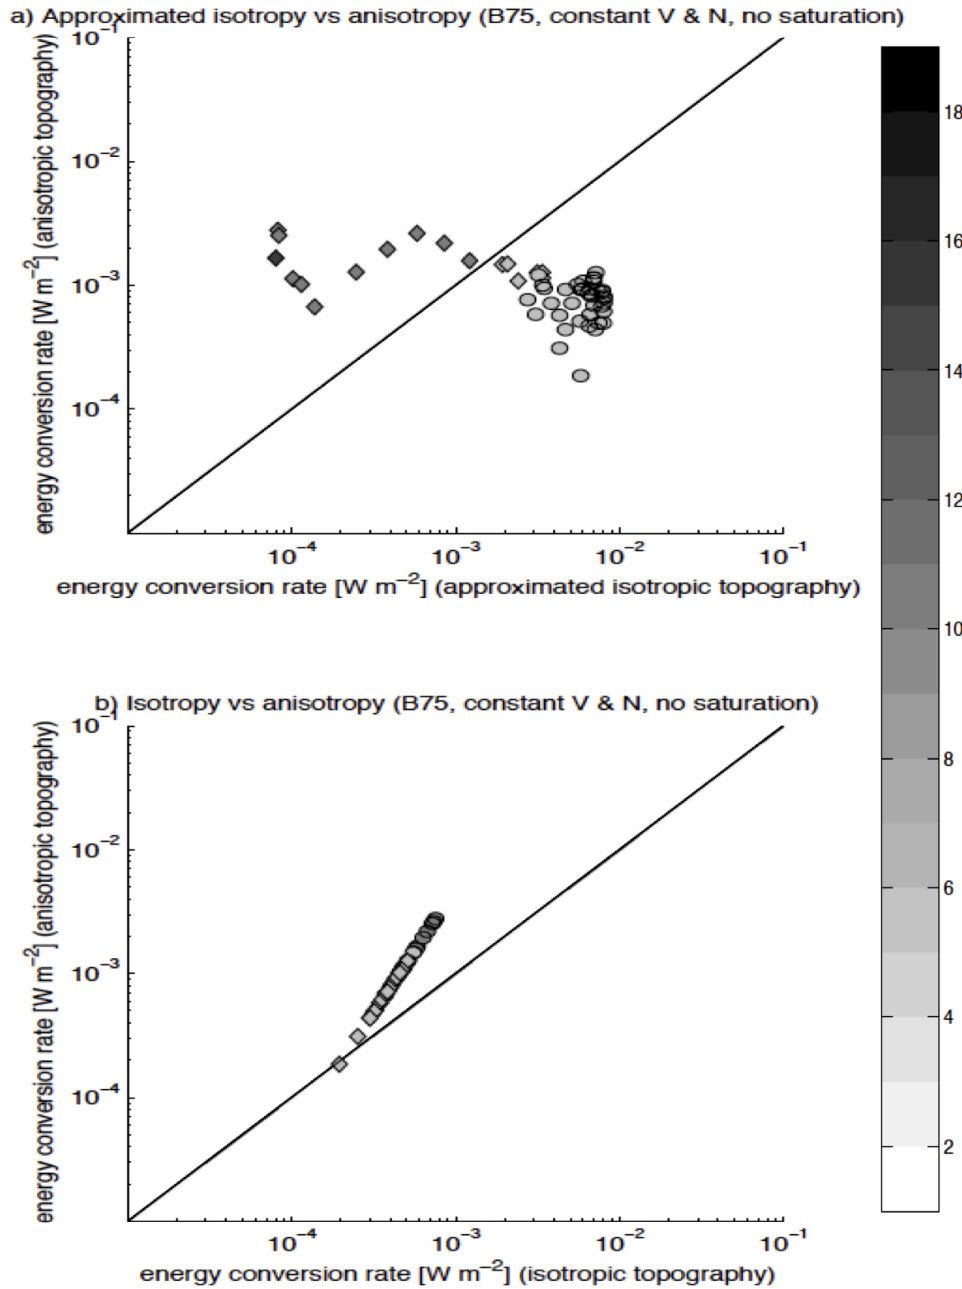 a) Approximated isotropy vs anisotropy (B75, constant V & N, no saturation)
energy conversion rate [W m−2] (anisotropic topography)
10−1
10−2
10−3
10−4
10−4 10−3 10−2 10−1
energy conversion rate [W m−2] (approximated isotropic topography)
b) Isotropy vs anisotropy (B75, constant V & N, no saturation)
energy conversion rate [W m−2] (anisotropic topography)
10−1
10−2
10−3
10−4
10−4 10−3 10−2 10−1
energy conversion rate [W m−2] (isotropic topography)
18
16
14
12
10
8
6
4
2